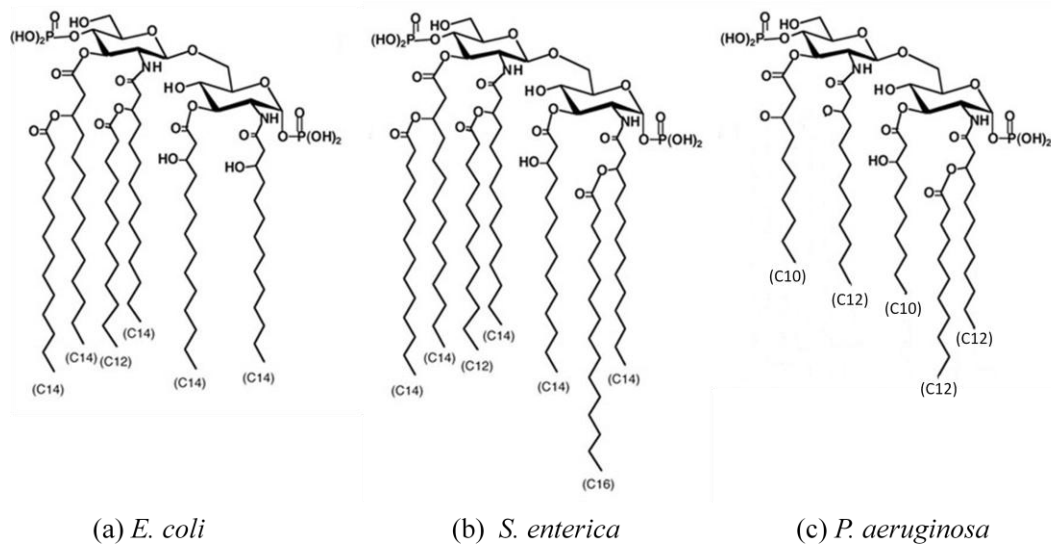 O
(HO)₂P-O
HO
O
O
O
O
O
NH
O
O
O
O
O
O
HO
O
O
O
NH
O
HO
O
HO
O
O
P(OH)₂
(C14)
(C14)
(C12)
(C14)
(C14)
(C14)
O
(HO)₂P-O
HO
O
O
O
O
NH
O
O
O
O
O
O
HO
O
O
O
NH
O
HO
O
O
O
O-P(OH)₂
(C14)
(C14)
(C12)
(C14)
(C14)
(C14)
(C16)
O
(HO)₂P-O
HO
O
O
O
O
NH
O
O
O
O
HO
O
O
O
NH
O
HO
O
O
O
O-P(OH)₂
(C10)
(C12)
(C10)
(C12)
(C12)
(a) E. coli
(b) S. enterica
(c) P. aeruginosa